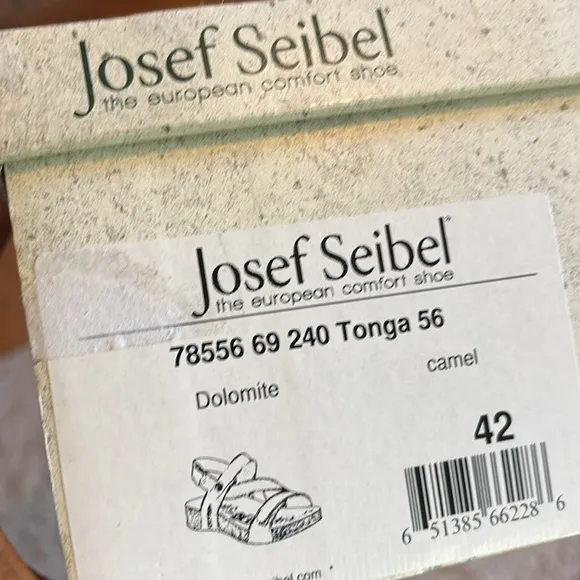 Josef Seibel
the european comfort shoe
Josef Seibel
the european comfort shoe
78556 69 240 Tonga 56
Dolomite camel
42
6 51385 66228 6